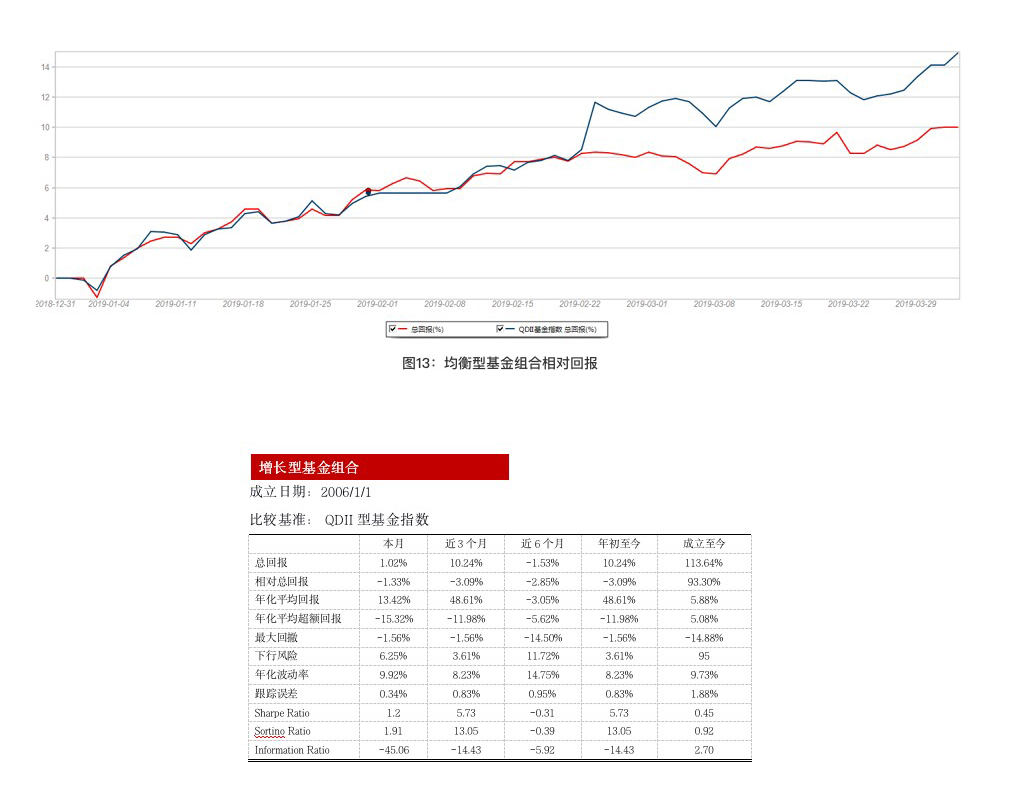 14
12
10
8
6
4
2
0
2018-12-31 2019-01-04 2019-01-11 2019-01-18 2019-01-25 2019-02-01 2019-02-08 2019-02-15 2019-02-22 2019-03-01 2019-03-08 2019-03-15 2019-03-22 2019-03-29
总回报(%) QDII基金指数 总回报(%)
图13：均衡型基金组合相对回报
增长型基金组合
成立日期: 2006/1/1
比较基准： QDII 型基金指数
本月 近 3 个月 近 6 个月 年初至今 成立至今
总回报 1.02% 10.24% -1.53% 10.24% 113.64%
相对总回报 -1.33% -3.09% -2.85% -3.09% 93.30%
年化平均回报 13.42% 48.61% -3.05% 48.61% 5.88%
年化平均超额回报 -15.32% -11.98% -5.62% -11.98% 5.08%
最大回撤 -1.56% -1.56% -14.50% -1.56% -14.88%
下行风险 6.25% 3.61% 11.72% 3.61% 95
年化波动率 9.92% 8.23% 14.75% 8.23% 9.73%
跟踪误差 0.34% 0.83% 0.95% 0.83% 1.88%
Sharpe Ratio 1.2 5.73 -0.31 5.73 0.45
Sortino Ratio 1.91 13.05 -0.39 13.05 0.92
Information Ratio -45.06 -14.43 -5.92 -14.43 2.70